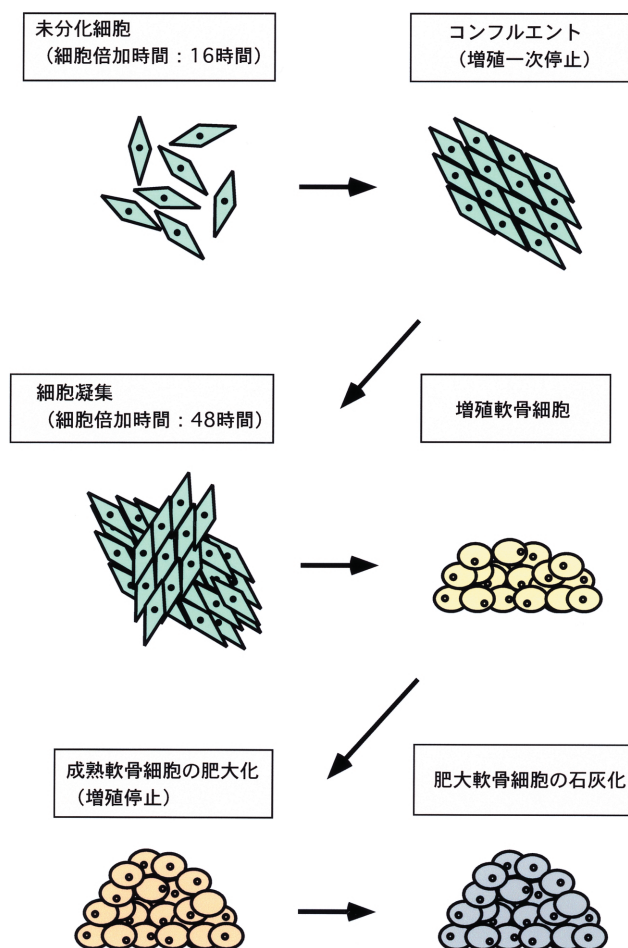 未分化細胞
（細胞倍加時間：16時間）
コンフルエント
（増殖一次停止）
細胞凝集
（細胞倍加時間：48時間）
増殖軟骨細胞
成熟軟骨細胞の肥大化
（増殖停止）
肥大軟骨細胞の石灰化